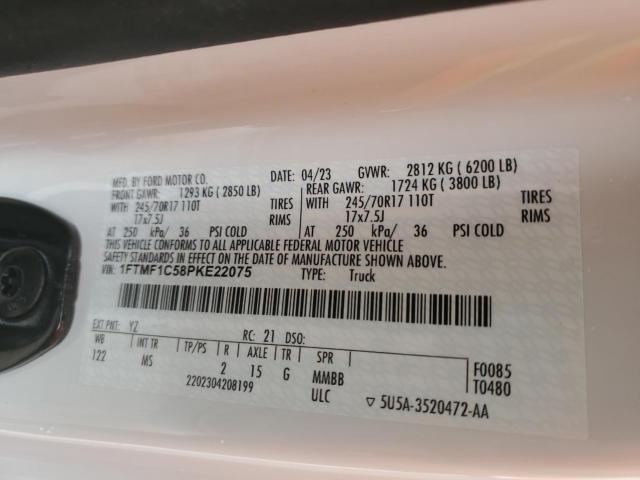 MFD. BY FORD MOTOR CO. DATE: 04/23 GVWR: 2812 KG ( 6200 LB)
FRONT GAWR: 1293 KG ( 2850 LB) REAR GAWR: 1724 KG ( 3800 LB)
WITH 245/70R17 110T TIRES WITH 245/70R17 110T TIRES
17x7.5J RIMS 17x7.5J RIMS
AT 250 kPa/ 36 PSI COLD AT 250 kPa/ 36 PSI COLD
THIS VEHICLE CONFORMS TO ALL APPLICABLE FEDERAL MOTOR VEHICLE
SAFETY STANDARDS IN EFFECT ON THE DATE OF MANUFACTURE SHOWN ABOVE.
VIN: 1FTMF1C58PKE22075 TYPE: Truck
EXT PNT: YZ RC: 21 DSO:
WB INT TR TP/PS R AXLE TR SPR
122 MS 2 15 G MMBB F0085
2202304208199 ULC T0480
▽ 5U5A-3520472-AA